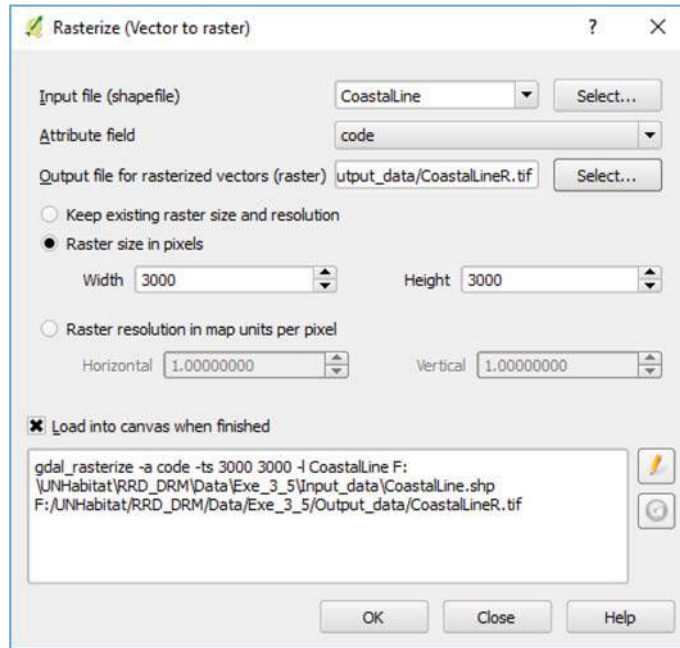 Rasterize (Vector to raster) ? X
Input file (shapefile) CoastalLine Select...
Attribute field code
Output file for rasterized vectors (raster) utput_data/CoastalLineR.tif Select...
Keep existing raster size and resolution
Raster size in pixels
Width 3000 Height 3000
Raster resolution in map units per pixel
Horizontal 1.00000000 Vertical 1.00000000
Load into canvas when finished
gdal_rasterize -a code -ts 3000 3000 -l CoastalLine F:
\UNHabitat\RRD_DRM\Data\Exe_3_5\Input_data\CoastalLine.shp
F:/UNHabitat/RRD_DRM/Data/Exe_3_5/Output_data/CoastalLineR.tif
OK Close Help